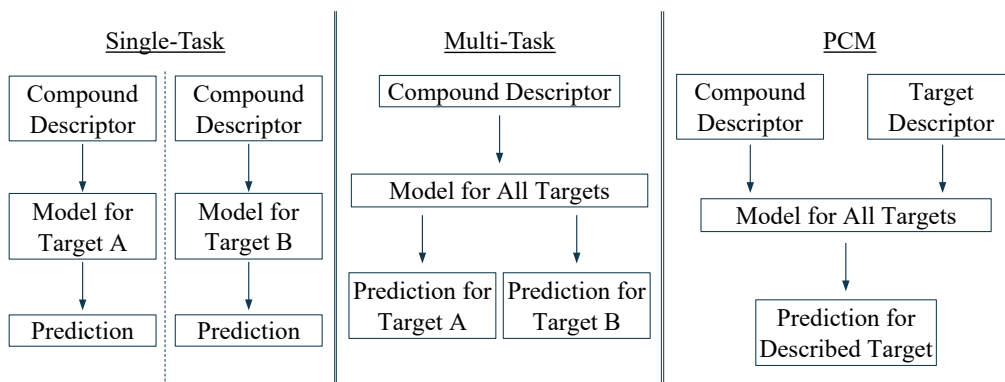 Single-Task
Compound
Descriptor
Compound
Descriptor
Model for
Target A
Model for
Target B
Prediction
Prediction
Multi-Task
Compound Descriptor
Model for All Targets
Prediction for
Target A
Prediction for
Target B
PCM
Compound
Descriptor
Target
Descriptor
Model for All Targets
Prediction for
Described Target